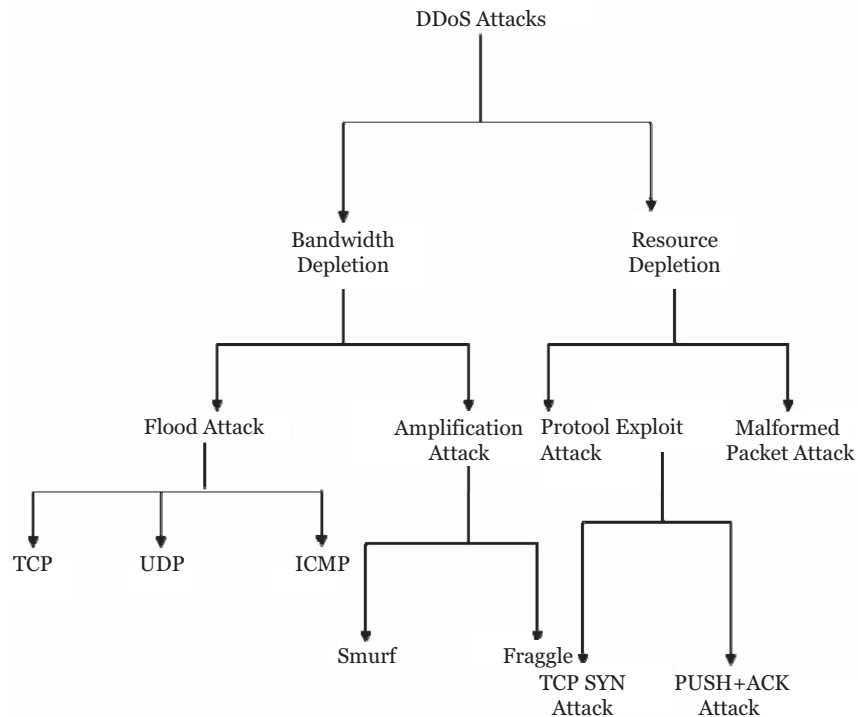 DDoS Attacks
Bandwidth
Depletion
Resource
Depletion
Flood Attack
Amplification
Attack
Protool Exploit
Attack
Malformed
Packet Attack
TCP
UDP
ICMP
Smurf
Fraggle
TCP SYN
Attack
PUSH+ACK
Attack